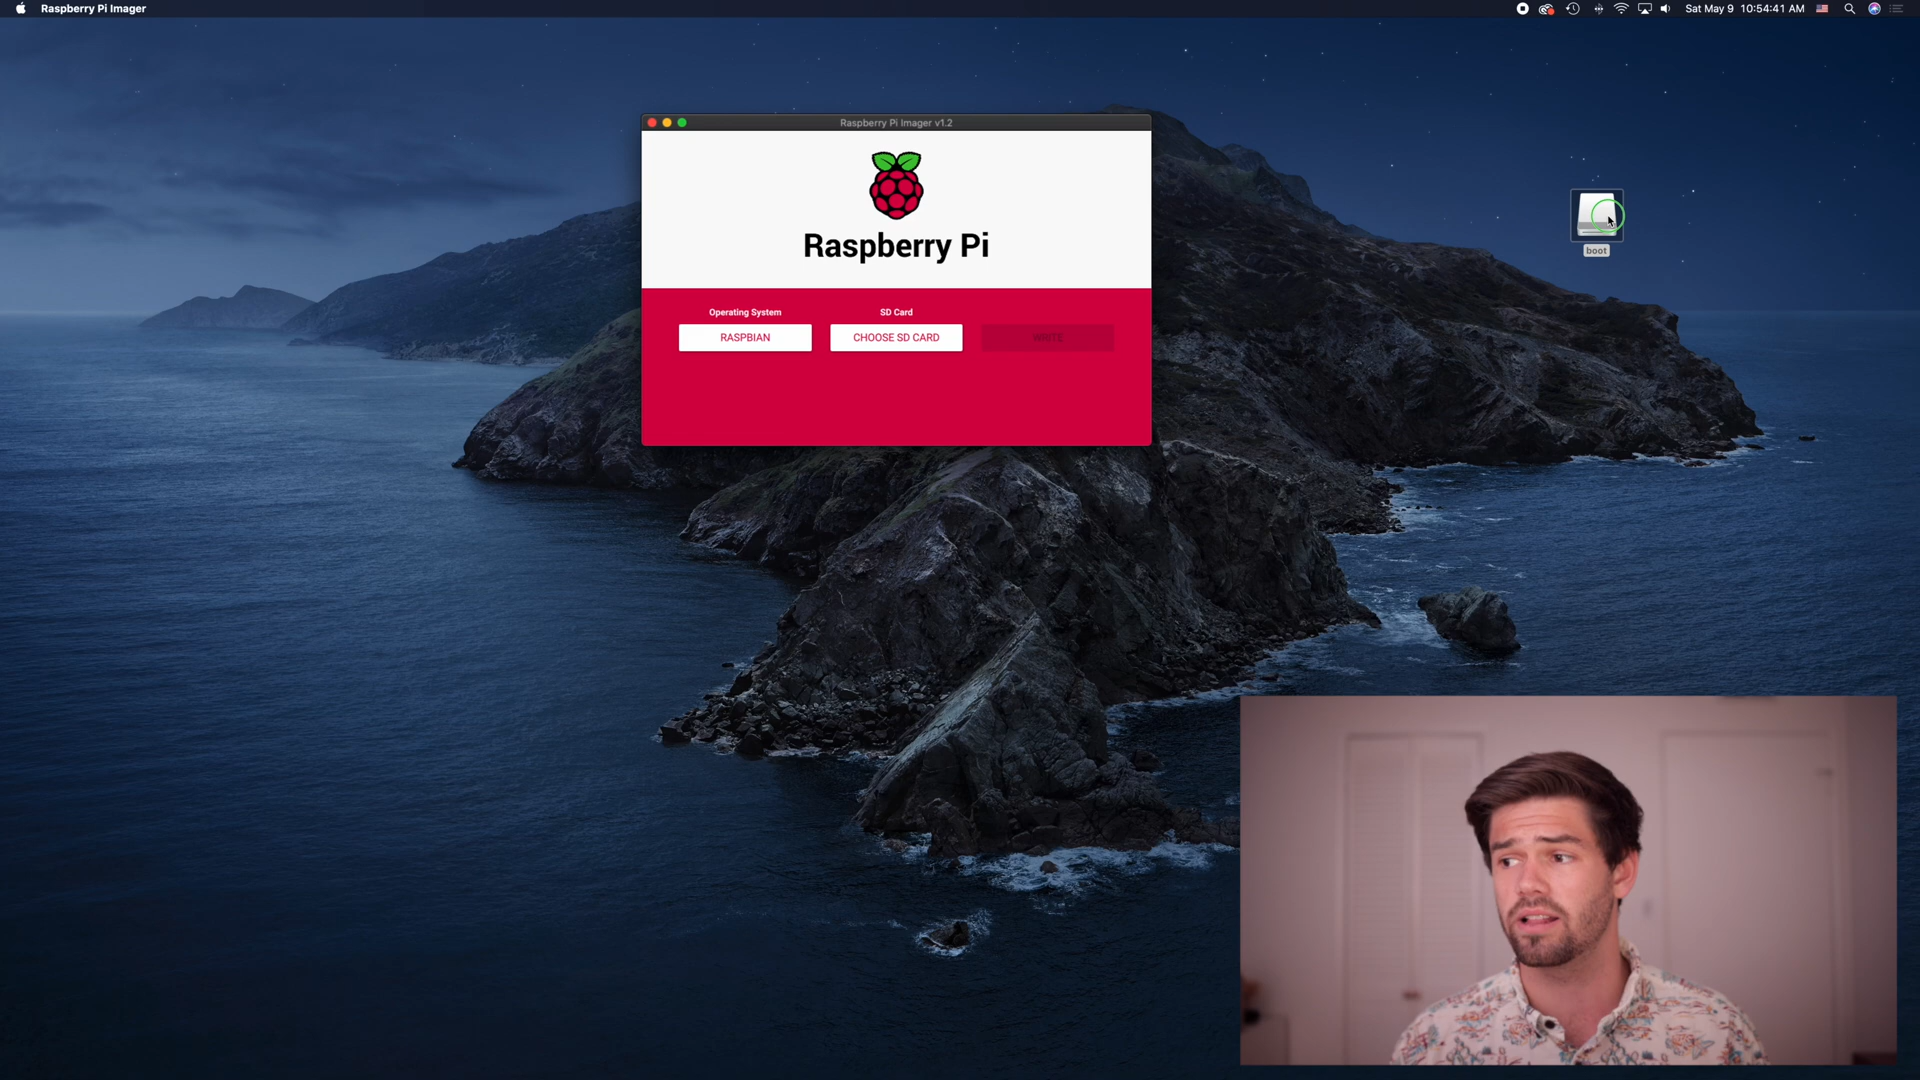 Raspberry Pi Imager
Sat May 9 10:54:41 AM
Raspberry Pi Imager v1.2
Raspberry Pi
Operating System
SD Card
RASPBIAN
CHOOSE SD CARD
WRITE
boot